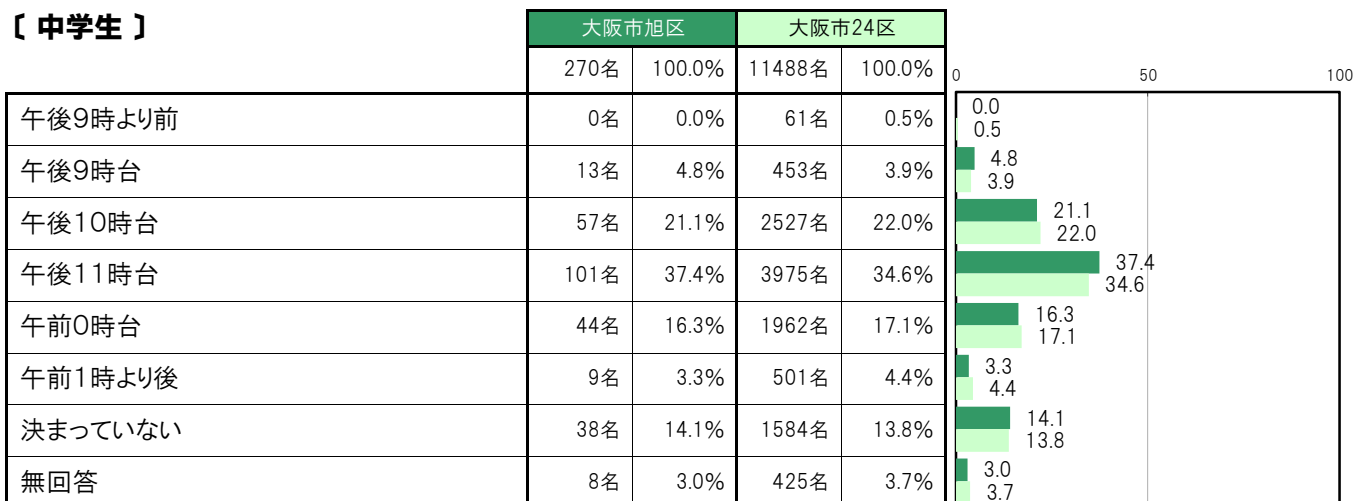 〔 中学生 〕
大阪市旭区 大阪市24区
270名 100.0% 11488名 100.0%
0 50 100
午後9時より前 0名 0.0% 61名 0.5%
0.0
0.5
午後9時台 13名 4.8% 453名 3.9%
4.8
3.9
午後10時台 57名 21.1% 2527名 22.0%
21.1
22.0
午後11時台 101名 37.4% 3975名 34.6%
37.4
34.6
午前0時台 44名 16.3% 1962名 17.1%
16.3
17.1
午前1時より後 9名 3.3% 501名 4.4%
3.3
4.4
決まっていない 38名 14.1% 1584名 13.8%
14.1
13.8
無回答 8名 3.0% 425名 3.7%
3.0
3.7